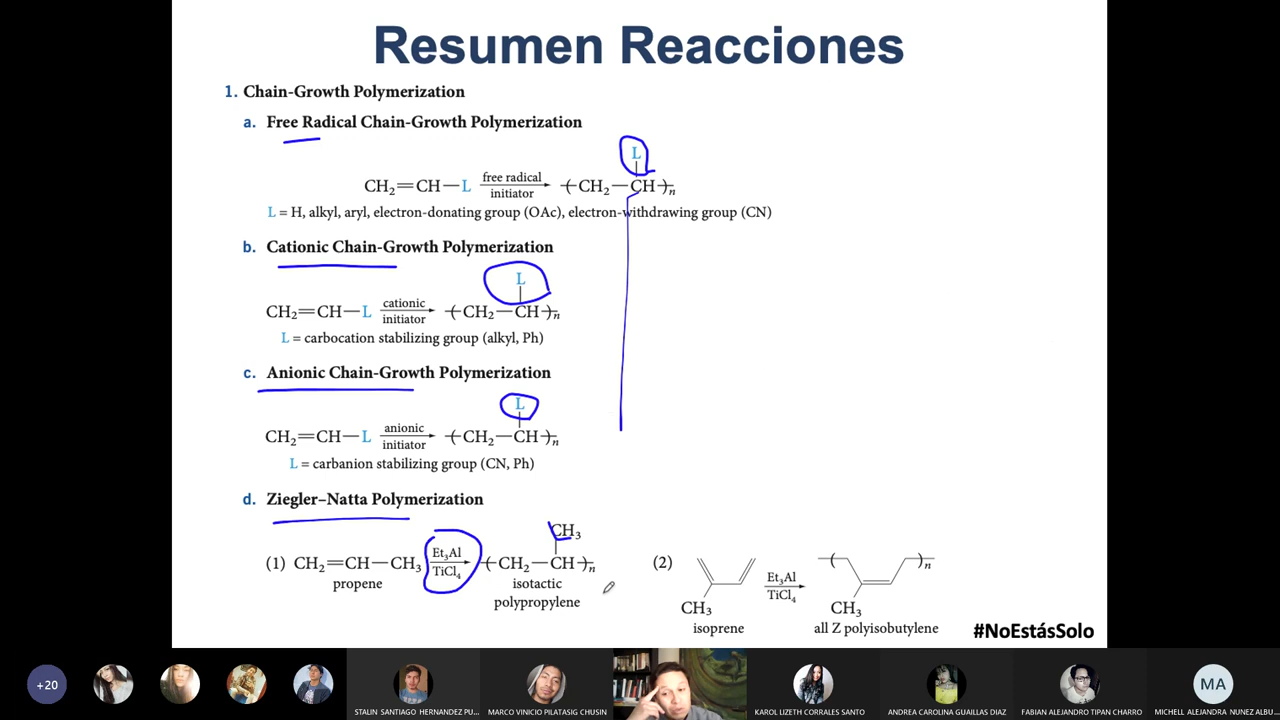 Resumen Reacciones
1. Chain-Growth Polymerization
a. Free Radical Chain-Growth Polymerization
L
CH₂=CH—L free radical initiator (CH₂—CH)n
L = H, alkyl, aryl, electron-donating group (OAc), electron-withdrawing group (CN)
b. Cationic Chain-Growth Polymerization
L
CH₂=CH—L cationic initiator (CH₂—CH)n
L = carbocation stabilizing group (alkyl, Ph)
c. Anionic Chain-Growth Polymerization
L
CH₂=CH—L anionic initiator (CH₂—CH)n
L = carbanion stabilizing group (CN, Ph)
d. Ziegler–Natta Polymerization
CH₃
(1) CH₂=CH—CH₃ Et₃Al TiCl₄ (CH₂—CH)n
propene
isotactic
polypropylene
(2) Et₃Al TiCl₄ ( )n
CH₃ CH₃
isoprene all Z polyisobutylene
#NoEstásSolo
+20
STALIN SANTIAGO HERNANDEZ PU...
MARCO VINICIO PILATASIG CHUSIN
KAROL LIZETH CORRALES SANTO
ANDREA CAROLINA GUAILLAS DIAZ
FABIAN ALEJANDRO TIPAN CHARRO
MA
MICHELL ALEJANDRA NUNEZ ALBU...